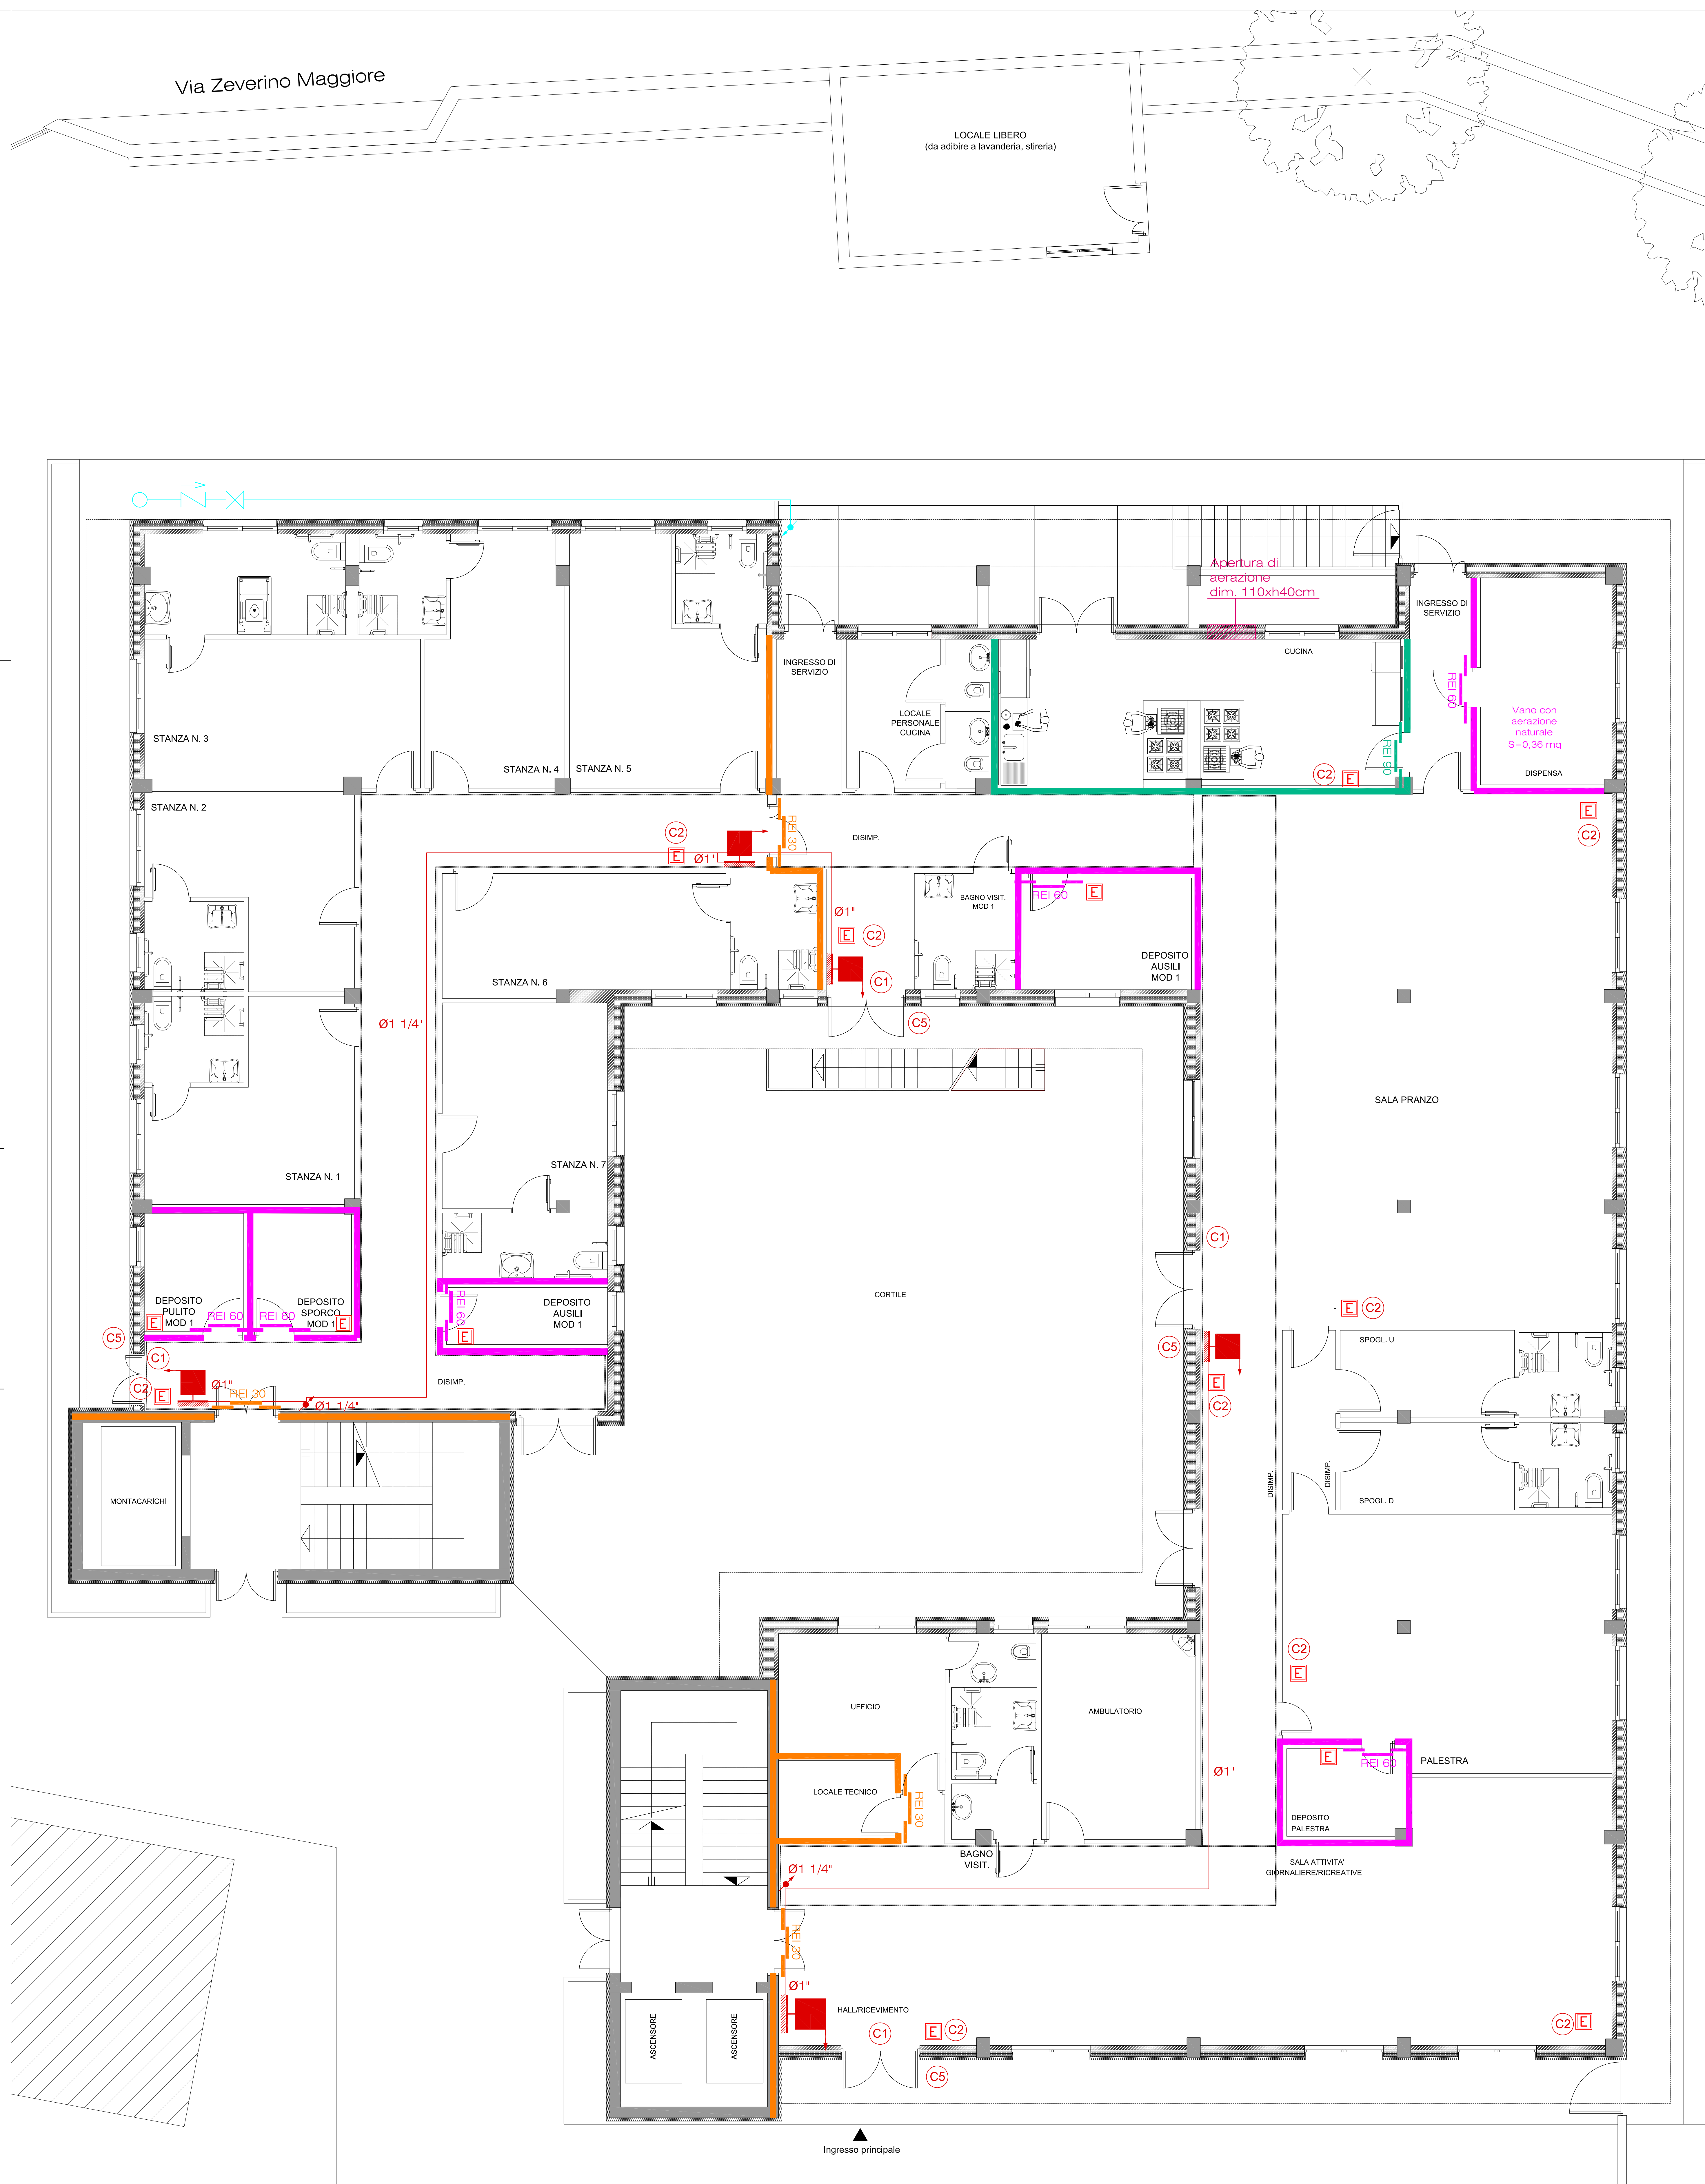 Via Zeverino Maggiore
LOCALE LIBERO
(da adibire a lavanderia, stireria)
Apertura di
aerazione
dim. 110xh40cm
INGRESSO DI
SERVIZIO
CUCINA
INGRESSO DI
SERVIZIO
REI 60
LOCALE
PERSONALE
CUCINA
Vano con
aerazione
naturale
S=0,36 mq
STANZA N. 3
REI 90
STANZA N. 4
STANZA N. 5
C2
E
DISPENSA
STANZA N. 2
E
C2
C2
E
Ø1"
REI 30
DISIMP.
BAGNO VISIT.
MOD 1
REI 60
E
Ø1"
E
C2
DEPOSITO
AUSILI
MOD 1
STANZA N. 6
C1
Ø1 1/4"
C5
SALA PRANZO
STANZA N. 7
STANZA N. 1
C1
CORTILE
DEPOSITO
PULITO
MOD 1
E
REI 60
REI 60
DEPOSITO
SPORCO
MOD 1
E
REI 60
E
DEPOSITO
AUSILI
MOD 1
E
C2
C5
C5
SPOGL. U
C1
C2
E
Ø1"
REI 30
Ø1 1/4"
DISIMP.
E
C2
DISIMP.
DISIMP.
MONTACARICHI
SPOGL. D
C2
E
UFFICIO
AMBULATORIO
E
REI 60
PALESTRA
Ø1"
LOCALE TECNICO
REI 30
DEPOSITO
PALESTRA
BAGNO
VISIT.
Ø1 1/4"
SALA ATTIVITA'
GIORNALIERE/RICREATIVE
REI 30
Ø1"
HALL/RICEVIMENTO
ASCENSORE
ASCENSORE
C1
E
C2
C2
E
C5
Ingresso principale